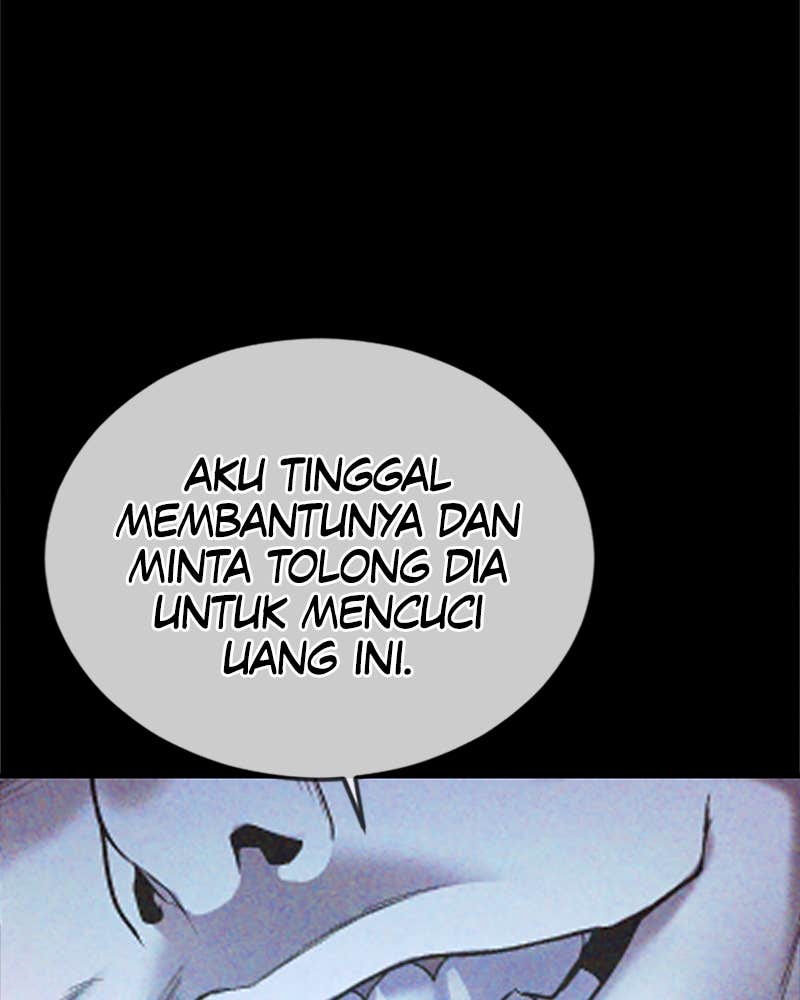 AKU TINGGAL
MEMBANTUNYA DAN
MINTA TOLONG DIA
UNTUK MENCUCI
UANG INI.